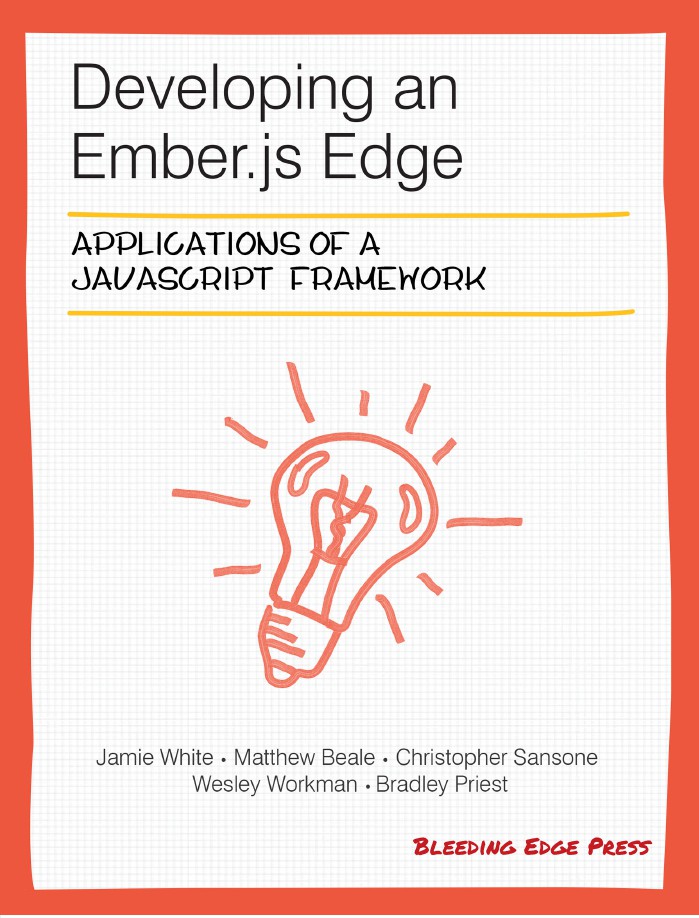 Developing an
Ember.js Edge
APPLICATIONS OF A
JAVASCRIPT FRAMEWORK
Jamie White • Matthew Beale • Christopher Sansone
Wesley Workman • Bradley Priest
BLEEDING EDGE PRESS